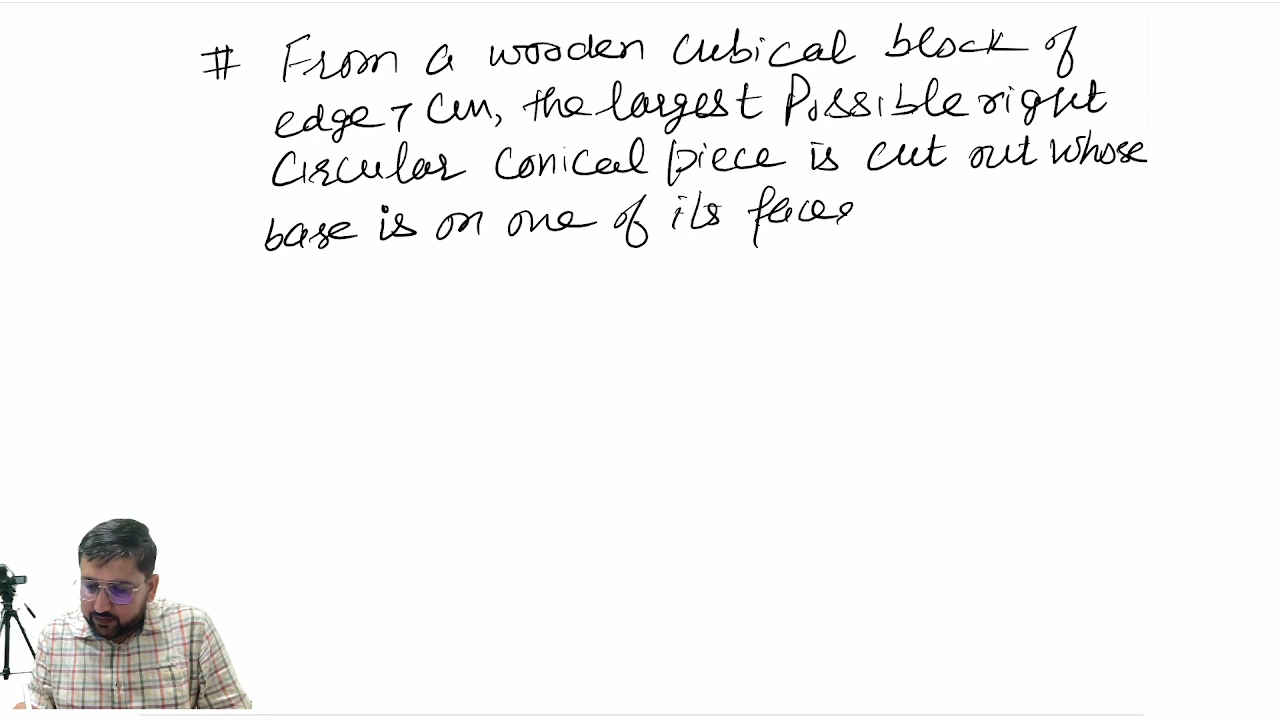 # From a wooden cubical block of
edge 7 cm, the largest Possible right
Circular Conical piece is cut out whose
base is on one of its faces